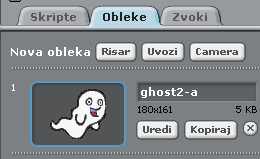 Skripte Obleke Zvoki
Nova obleka Risar Uvozi Camera
1
ghost2-a
180x161 5 KB
Uredi Kopiraj